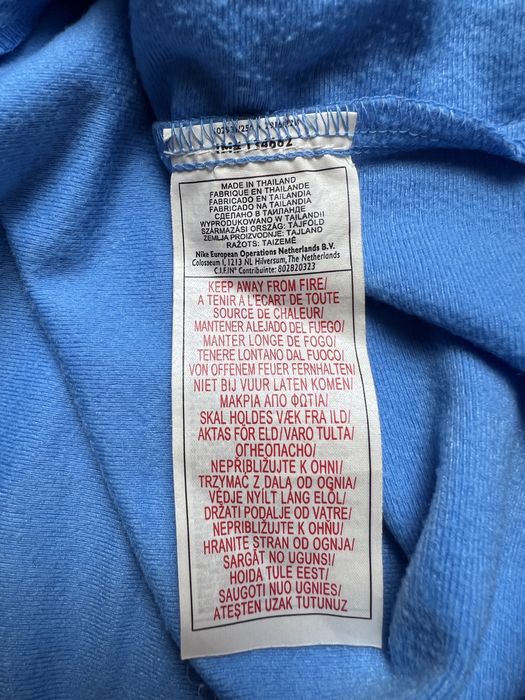 MADE IN THAILAND
FABRIQUE EN THAILANDE
FABRICADO EN TAILANDIA
FABRICADO NA TAILANDIA
СДЕЛАНО В ТАИЛАНДЕ
WYPRODUKOWANO W TAILANDII
SZÁRMAZÁSI ORSZÁG: TÁJFÖLD
ZEMLJA PROIZVODNJE: TAJLAND
RAŽOTS: TAIZEMĒ
Nike European Operations Netherlands B.V.
Colosseum I, 1213 NL Hilversum, The Netherlands
C.I.F./N° Contribuinte: 802820323
KEEP AWAY FROM FIRE/
A TENIR À L'ECART DE TOUTE
SOURCE DE CHALEUR/
MANTENER ALEJADO DEL FUEGO/
MANTER LONGE DE FOGO/
TENERE LONTANO DAL FUOCO/
VON OFFENEM FEUER FERNHALTEN/
NIET BIJ VUUR LATEN KOMEN/
ΜΑΚΡΙΑ ΑΠΟ ΦΩΤΙΑ/
SKAL HOLDES VÆK FRA ILD/
AKTAS FÖR ELD/VARO TULTA/
ОГНЕОПАСНО/
NEPŘIBLIŽUJTE K OHNI/
TRZYMAĆ Z DALA OD OGNIA/
VÉDJE NYÍLT LÁNG ELŐL/
DRŽATI PODALJE OD VATRE/
NEPRIBLIŽUJTE K OHŇU/
HRANITE STRAN OD OGNJA/
SARGĀT NO UGUNS!/
HOIDA TULE EEST/
SAUGOTI NUO UGNIES/
ATEŞTEN UZAK TUTUNUZ